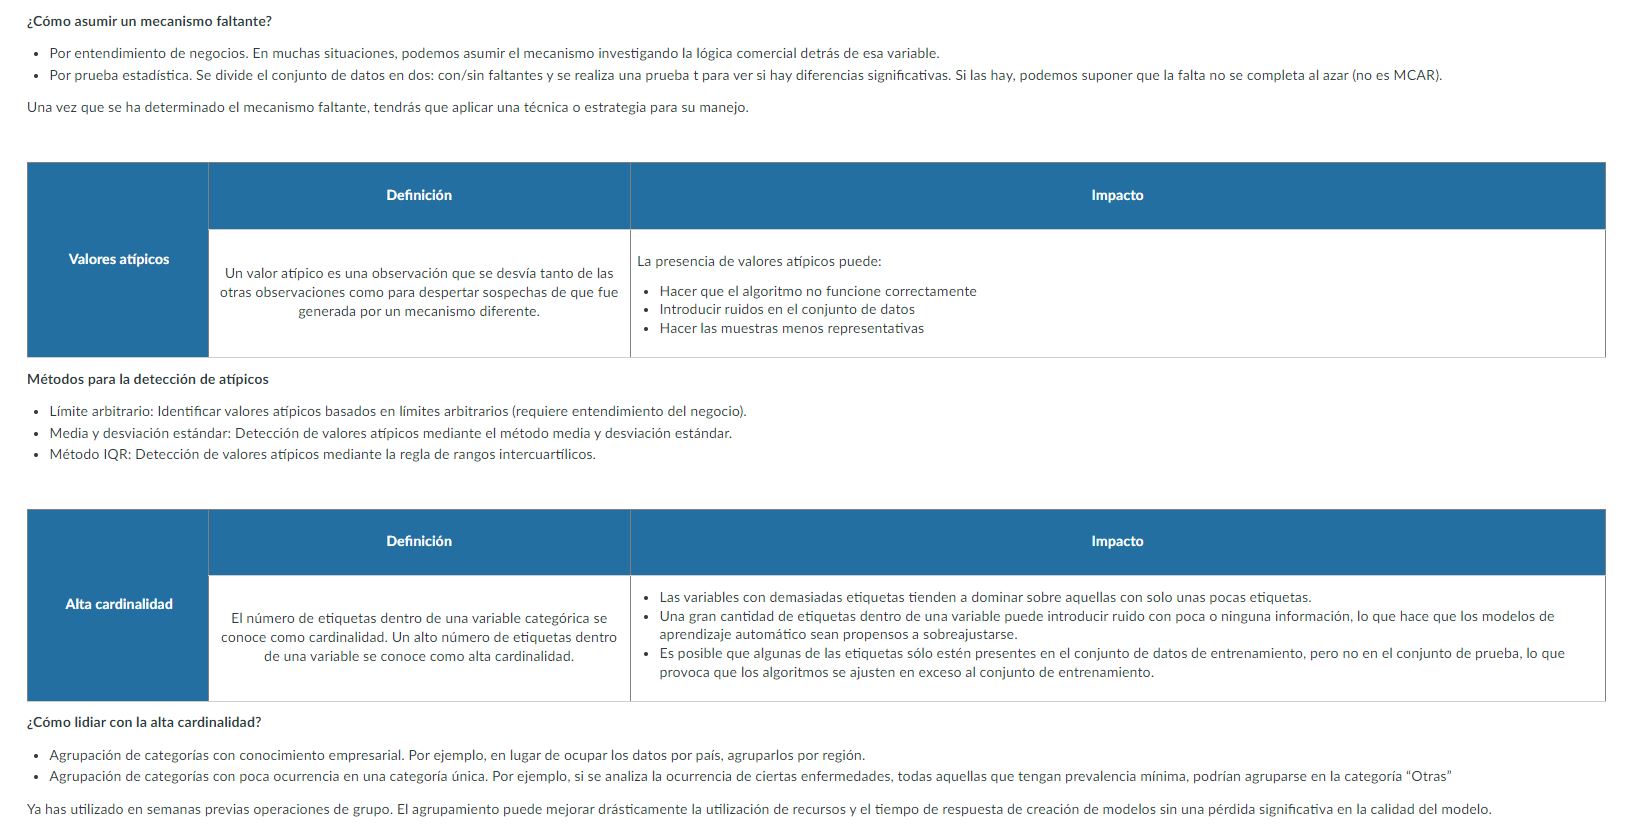 ¿Cómo asumir un mecanismo faltante?
• Por entendimiento de negocios. En muchas situaciones, podemos asumir el mecanismo investigando la lógica comercial detrás de esa variable.
• Por prueba estadística. Se divide el conjunto de datos en dos: con/sin faltantes y se realiza una prueba t para ver si hay diferencias significativas. Si las hay, podemos suponer que la falta no se completa al azar (no es MCAR).
Una vez que se ha determinado el mecanismo faltante, tendrás que aplicar una técnica o estrategia para su manejo.
Valores atípicos
Definición
Impacto
Un valor atípico es una observación que se desvía tanto de las
otras observaciones como para despertar sospechas de que fue
generada por un mecanismo diferente.
La presencia de valores atípicos puede:
• Hacer que el algoritmo no funcione correctamente
• Introducir ruidos en el conjunto de datos
• Hacer las muestras menos representativas
Métodos para la detección de atípicos
• Límite arbitrario: Identificar valores atípicos basados en límites arbitrarios (requiere entendimiento del negocio).
• Media y desviación estándar: Detección de valores atípicos mediante el método media y desviación estándar.
• Método IQR: Detección de valores atípicos mediante la regla de rangos intercuartílicos.
Alta cardinalidad
Definición
Impacto
El número de etiquetas dentro de una variable categórica se
conoce como cardinalidad. Un alto número de etiquetas dentro
de una variable se conoce como alta cardinalidad.
• Las variables con demasiadas etiquetas tienden a dominar sobre aquellas con solo unas pocas etiquetas.
• Una gran cantidad de etiquetas dentro de una variable puede introducir ruido con poca o ninguna información, lo que hace que los modelos de
aprendizaje automático sean propensos a sobreajustarse.
• Es posible que algunas de las etiquetas sólo estén presentes en el conjunto de datos de entrenamiento, pero no en el conjunto de prueba, lo que
provoca que los algoritmos se ajusten en exceso al conjunto de entrenamiento.
¿Cómo lidiar con la alta cardinalidad?
• Agrupación de categorías con conocimiento empresarial. Por ejemplo, en lugar de ocupar los datos por país, agruparlos por región.
• Agrupación de categorías con poca ocurrencia en una categoría única. Por ejemplo, si se analiza la ocurrencia de ciertas enfermedades, todas aquellas que tengan prevalencia mínima, podrían agruparse en la categoría “Otras”
Ya has utilizado en semanas previas operaciones de grupo. El agrupamiento puede mejorar drásticamente la utilización de recursos y el tiempo de respuesta de creación de modelos sin una pérdida significativa en la calidad del modelo.